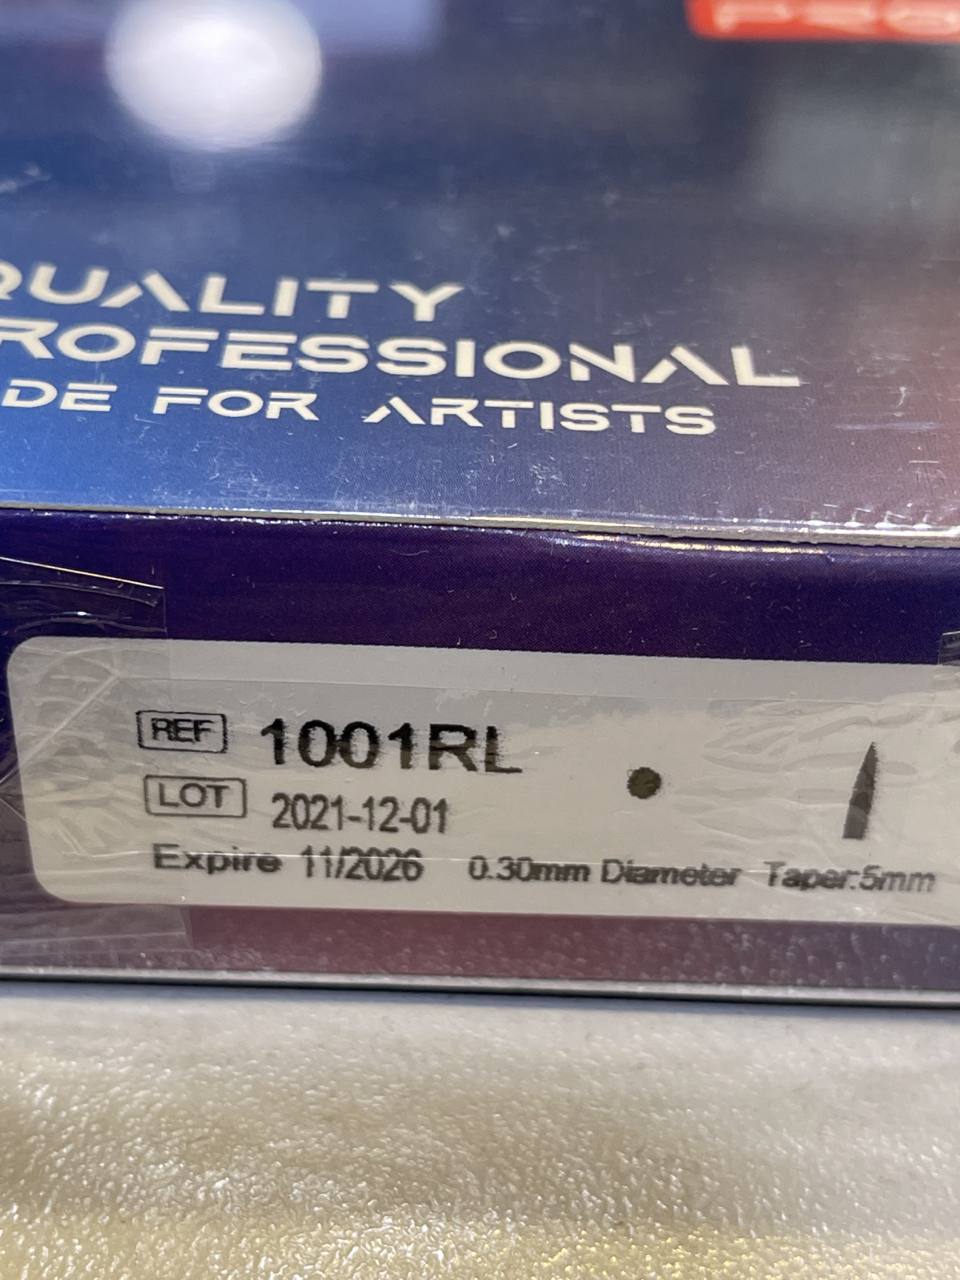 QUALITY
ROFESSIONAL
DE FOR ARTISTS
REF 1001RL
LOT 2021-12-01
Expire 11/2026 0.30mm Diameter Taper:5mm